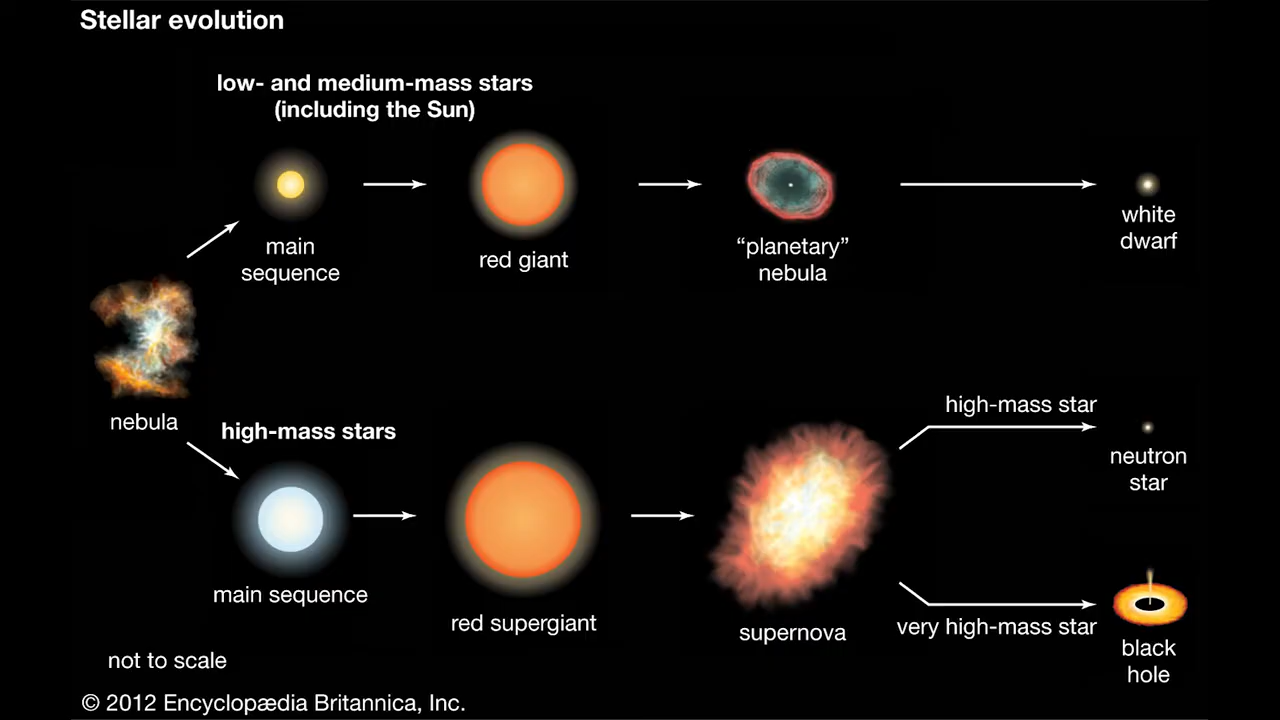 Stellar evolution
low- and medium-mass stars
(including the Sun)
main
sequence
red giant
“planetary”
nebula
white
dwarf
nebula
high-mass stars
main sequence
red supergiant
supernova
high-mass star
neutron
star
very high-mass star
black
hole
not to scale
© 2012 Encyclopædia Britannica, Inc.